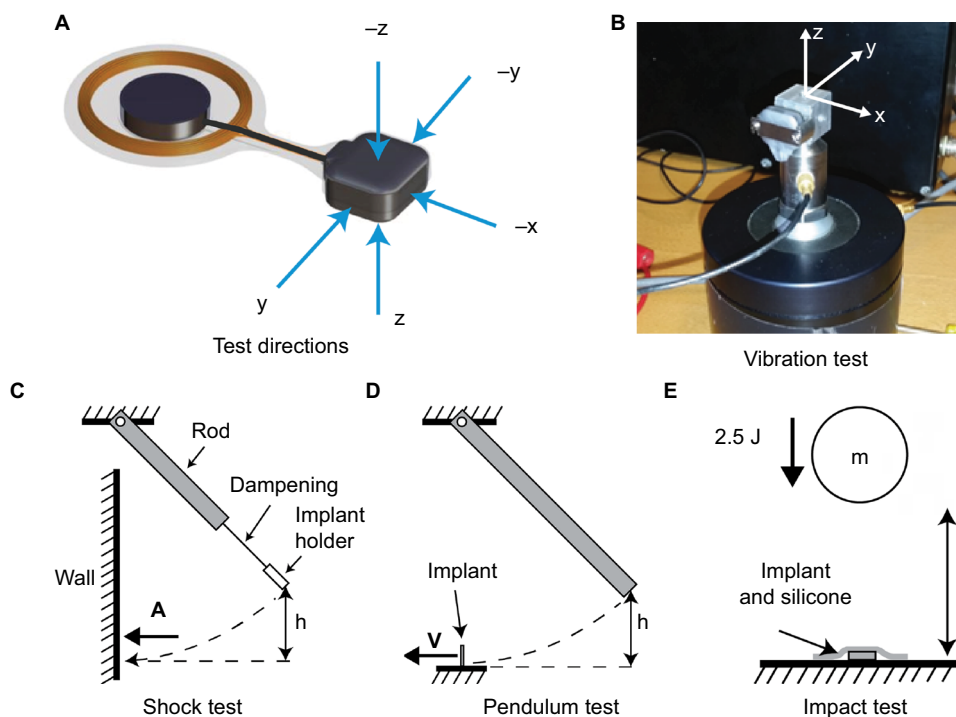 A
–z
–y
–x
y
z
Test directions
B
z
y
x
Vibration test
C
Rod
Dampening
Implant
holder
Wall
A
h
Shock test
D
Implant
V
h
Pendulum test
E
2.5 J
m
Implant
and silicone
Impact test